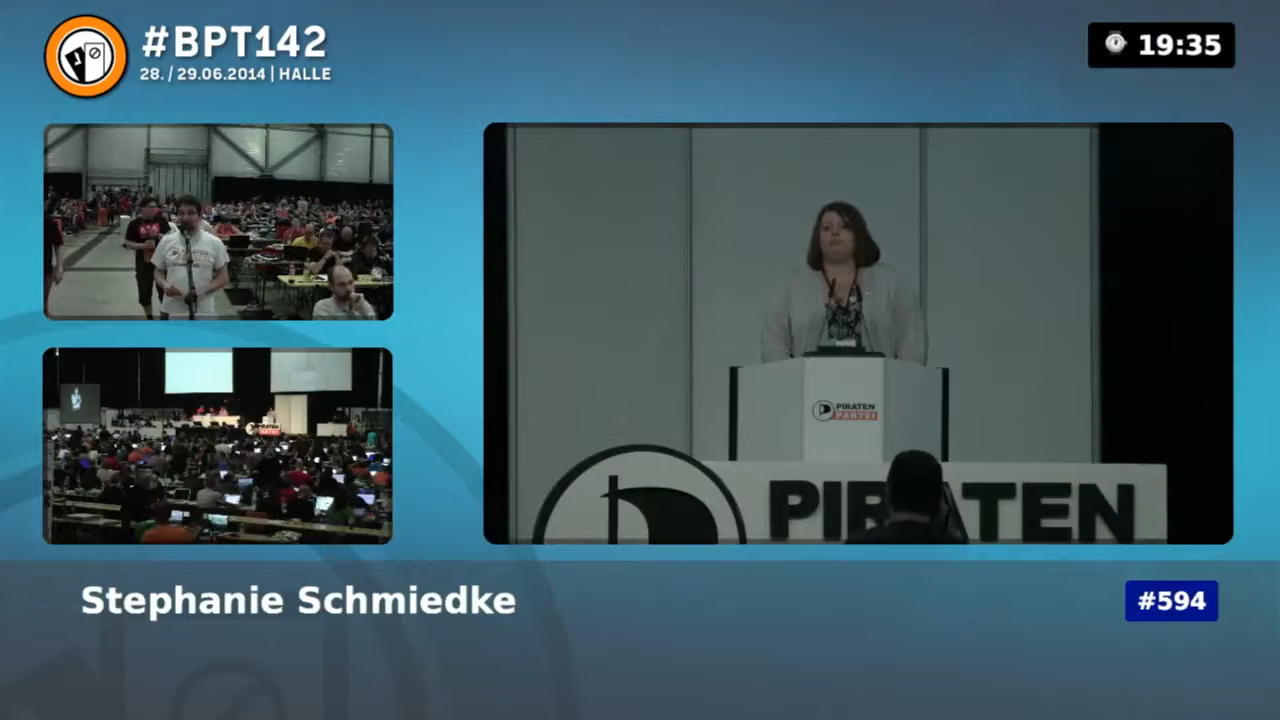 #BPT142
28. / 29.06.2014 | HALLE
19:35
PIRATEN
PARTEI
PIRATEN
Stephanie Schmiedke
#594